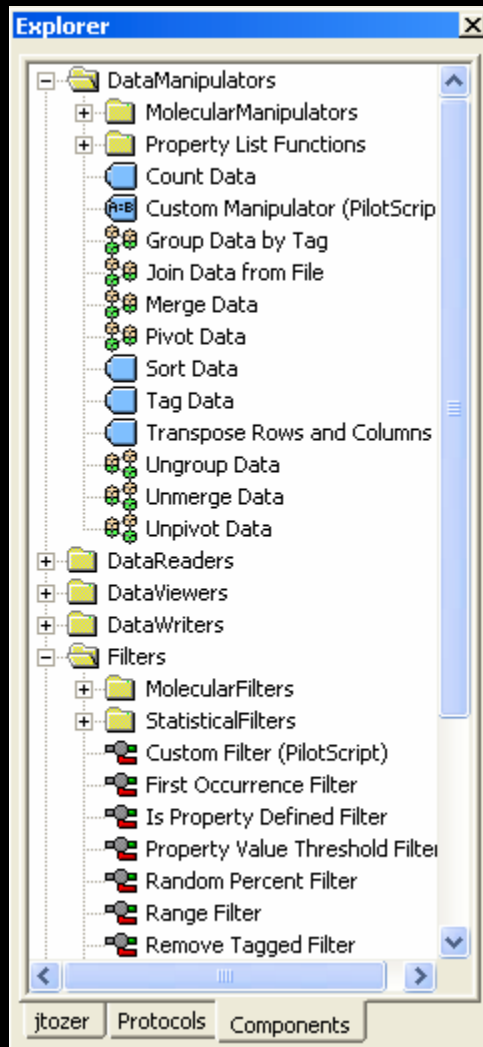 Explorer
DataManipulators
MolecularManipulators
Property List Functions
Count Data
Custom Manipulator (PilotScrip
Group Data by Tag
Join Data from File
Merge Data
Pivot Data
Sort Data
Tag Data
Transpose Rows and Columns
Ungroup Data
Unmerge Data
Unpivot Data
DataReaders
DataViewers
DataWriters
Filters
MolecularFilters
StatisticalFilters
Custom Filter (PilotScript)
First Occurrence Filter
Is Property Defined Filter
Property Value Threshold Filter
Random Percent Filter
Range Filter
Remove Tagged Filter
jtozer Protocols Components